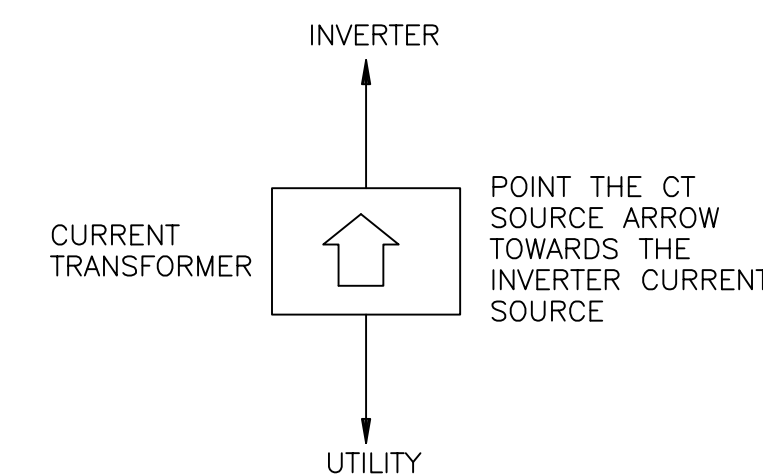 INVERTER
CURRENT
TRANSFORMER
POINT THE CT
SOURCE ARROW
TOWARDS THE
INVERTER CURRENT
SOURCE
UTILITY